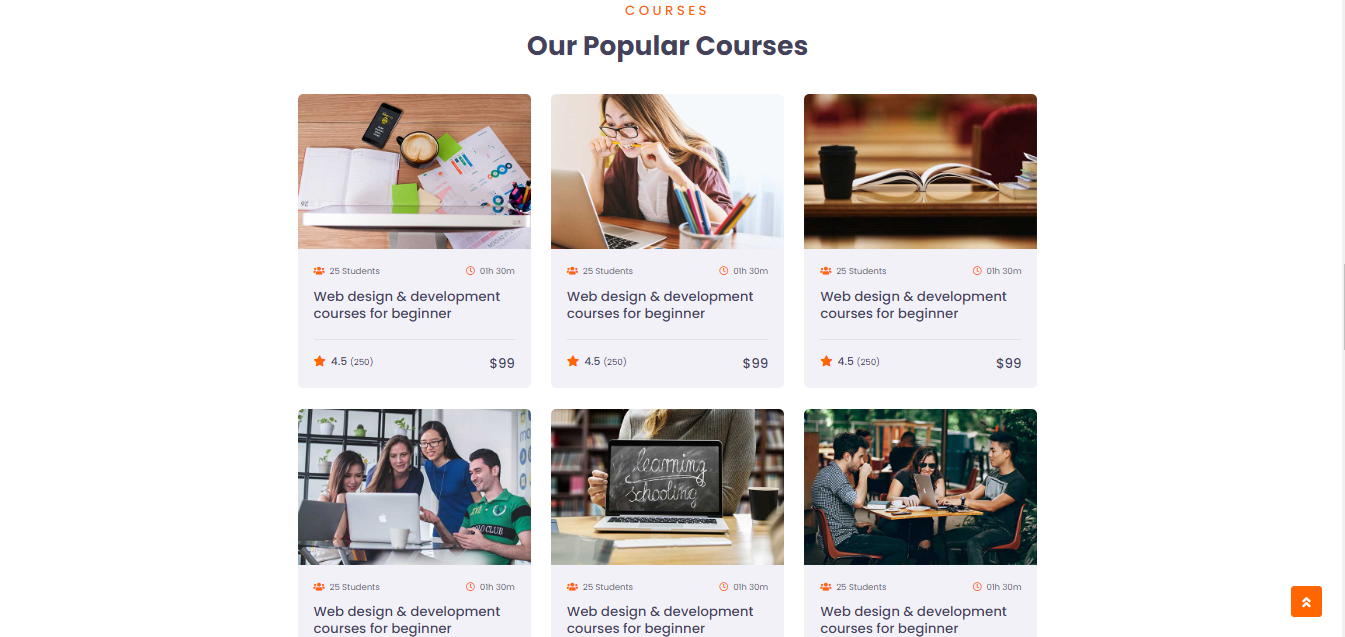 COURSES
Our Popular Courses
25 Students 01h 30m
Web design & development
courses for beginner
4.5 (250) $99
25 Students 01h 30m
Web design & development
courses for beginner
4.5 (250) $99
25 Students 01h 30m
Web design & development
courses for beginner
4.5 (250) $99
learning
schooling
25 Students 01h 30m
Web design & development
courses for beginner
25 Students 01h 30m
Web design & development
courses for beginner
25 Students 01h 30m
Web design & development
courses for beginner